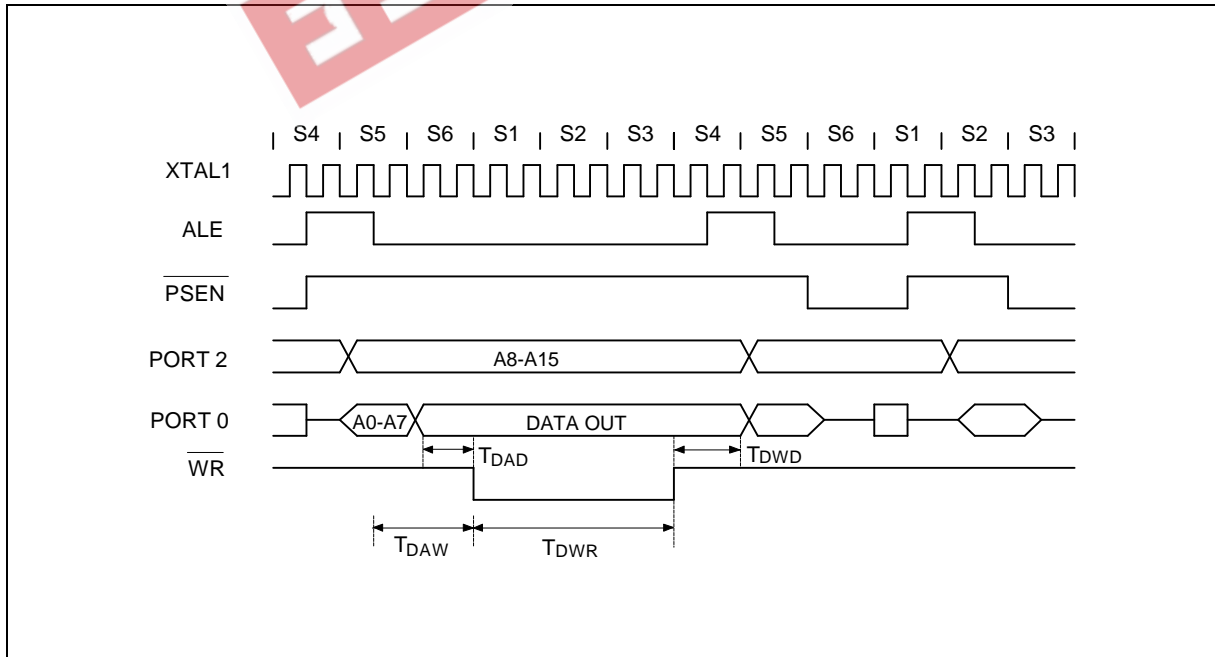 S4 S5 S6 S1 S2 S3 S4 S5 S6 S1 S2 S3
XTAL1
ALE
PSEN
PORT 2
A8-A15
PORT 0
A0-A7
DATA OUT
TDAD
TDWD
WR
TDAW
TDWR